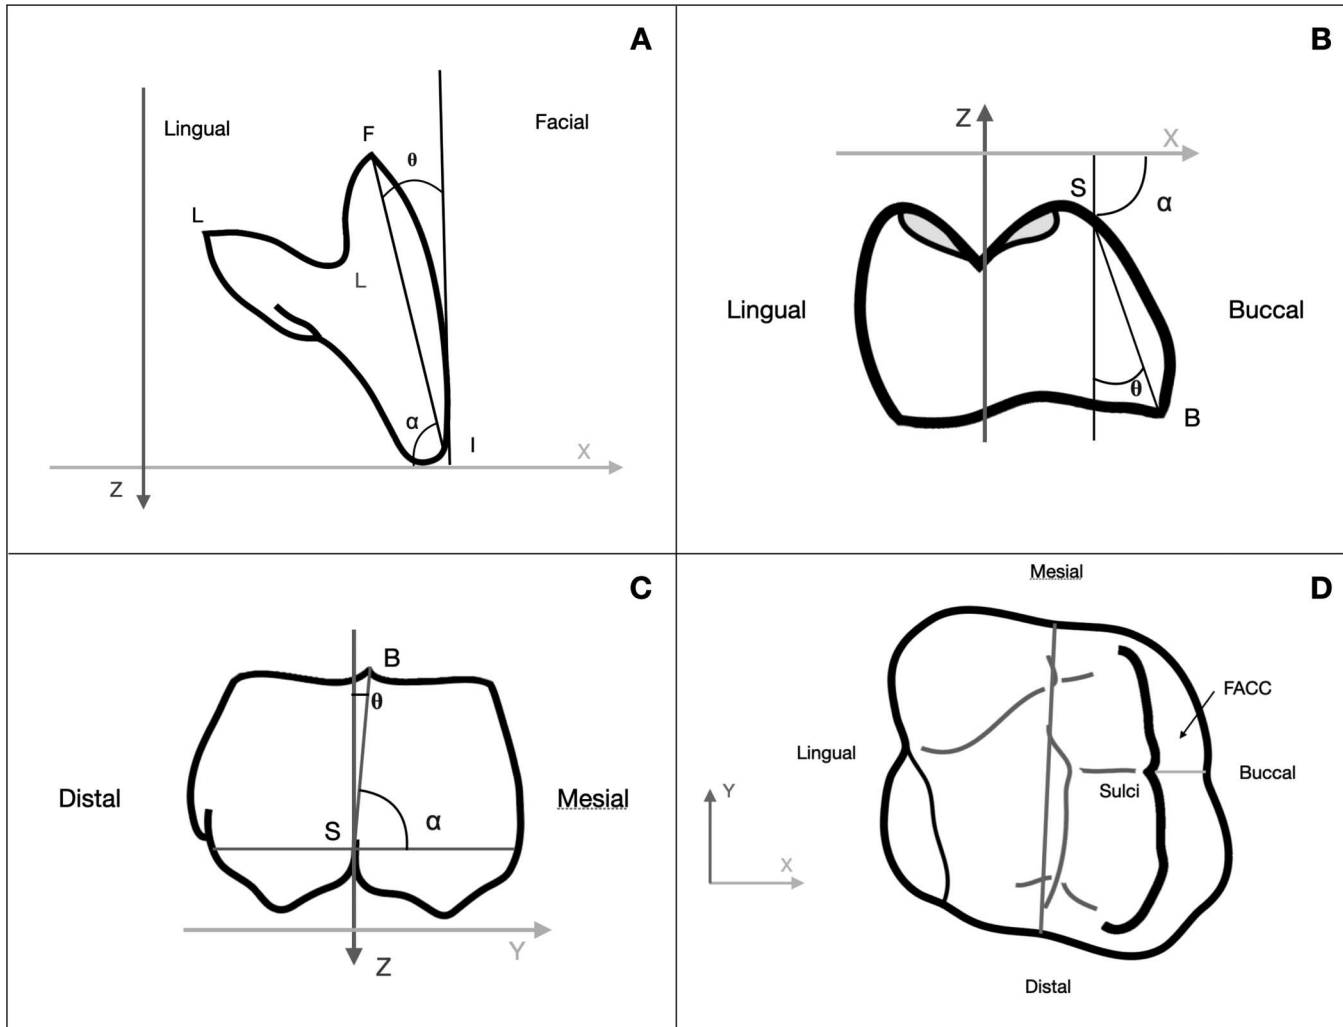 A
Lingual
Facial
F
θ
L
L
α
I
X
Z
B
Z
X
S
α
Lingual
Buccal
θ
B
C
B
θ
Distal
Mesial
S
α
Y
Z
D
Mesial
FACC
Lingual
Buccal
Sulci
Y
X
Distal